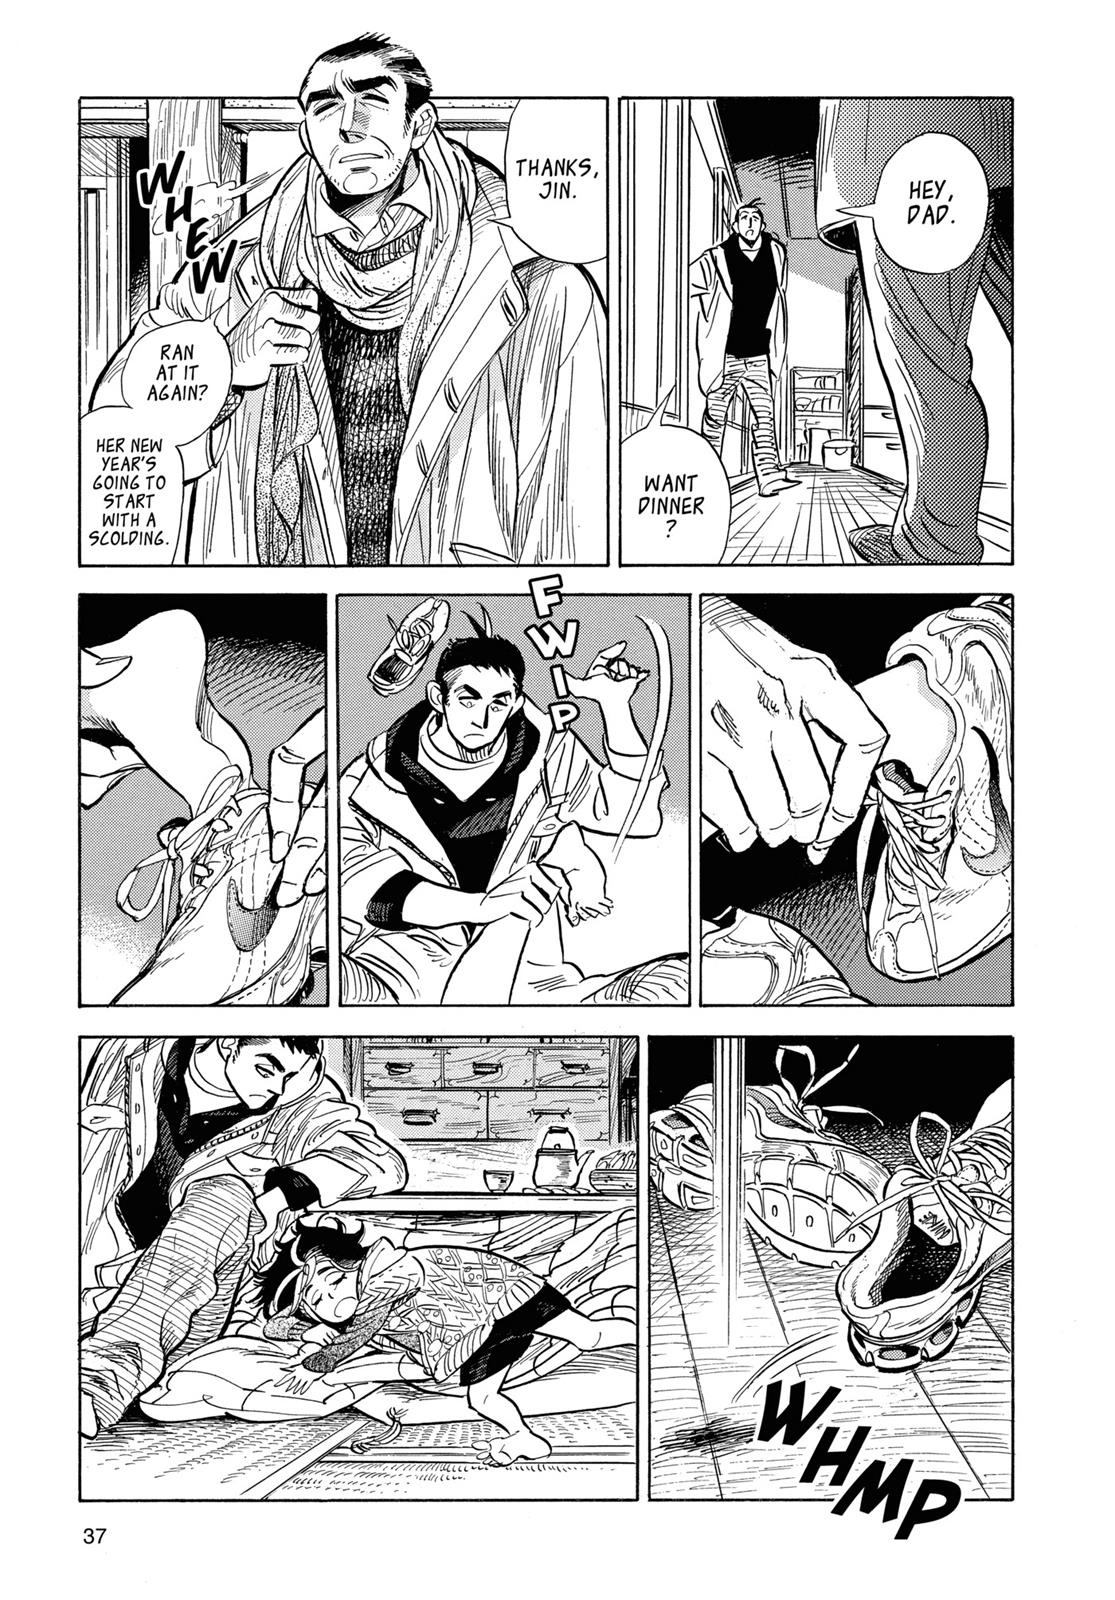 HEY,
DAD.
WANT
DINNER
?
THANKS,
JIN.
WHEW
RAN
AT IT
AGAIN?
HER NEW
YEAR'S
GOING TO
START
WITH A
SCOLDING.
FWIP
WHMP
37